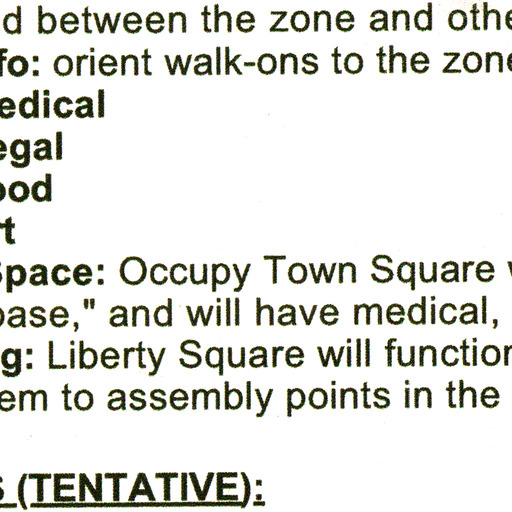 d between the zone and othe
fo: orient walk-ons to the zone
edical
egal
ood
rt
Space: Occupy Town Square
base," and will have medical,
g: Liberty Square will function
em to assembly points in the
S (TENTATIVE):